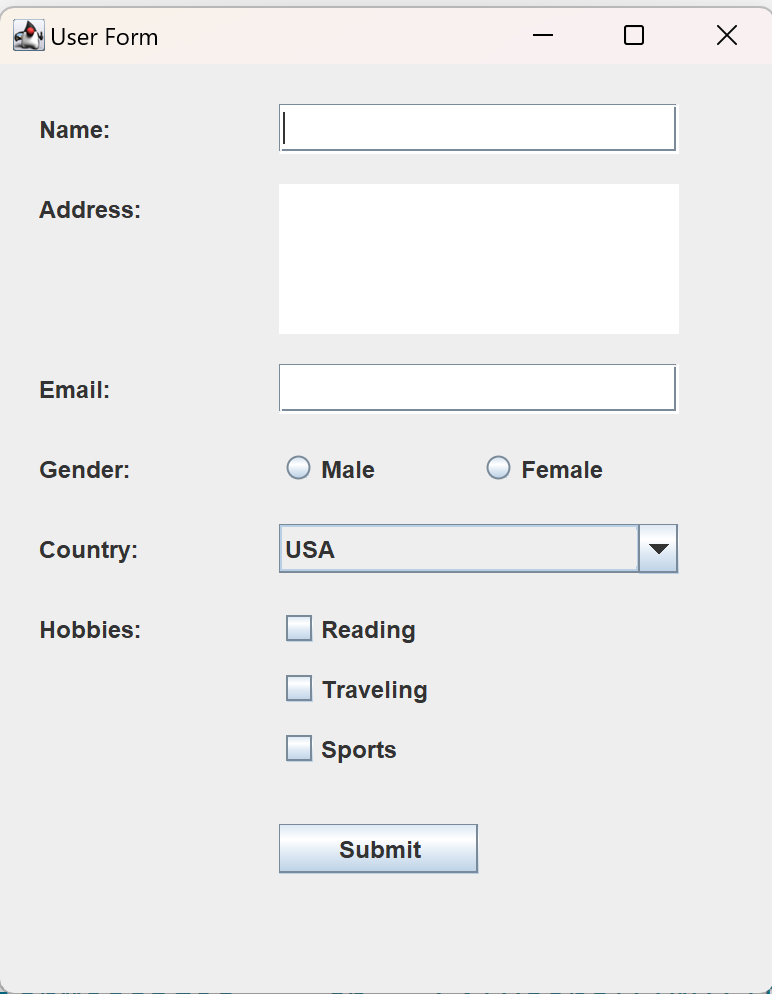 User Form
Name:
Address:
Email:
Gender: Male Female
Country: USA
Hobbies: Reading
Traveling
Sports
Submit